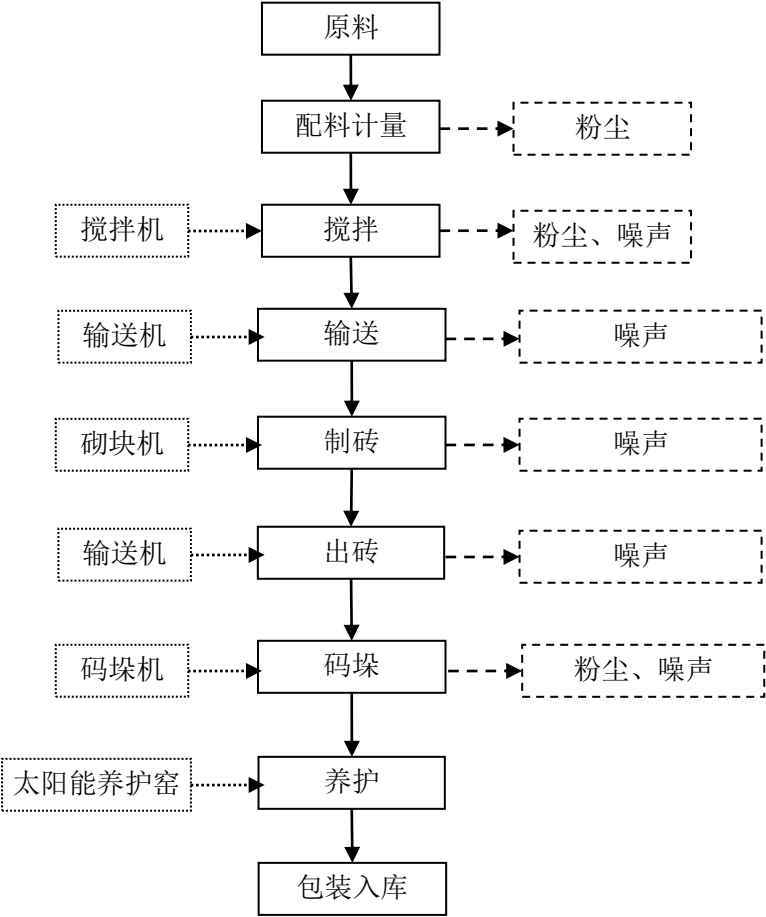 原料
配料计量
粉尘
搅拌机
搅拌
粉尘、噪声
输送机
输送
噪声
砌块机
制砖
噪声
输送机
出砖
噪声
码垛机
码垛
粉尘、噪声
太阳能养护窑
养护
包装入库